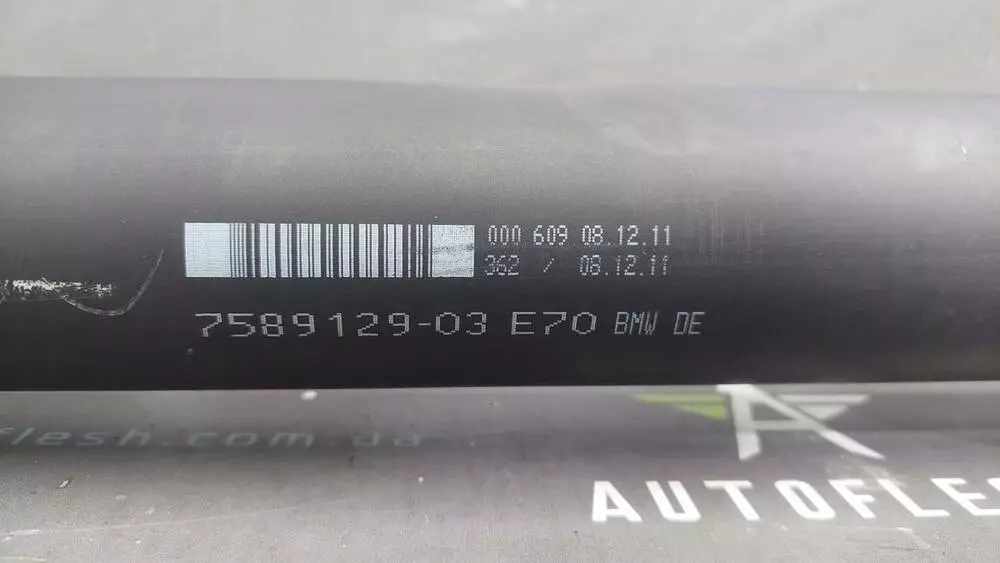 000 609 08.12.11
362 / 08.12.11
7589129-03 E70 BMW DE
flesh.com.ua
AUTOFLES